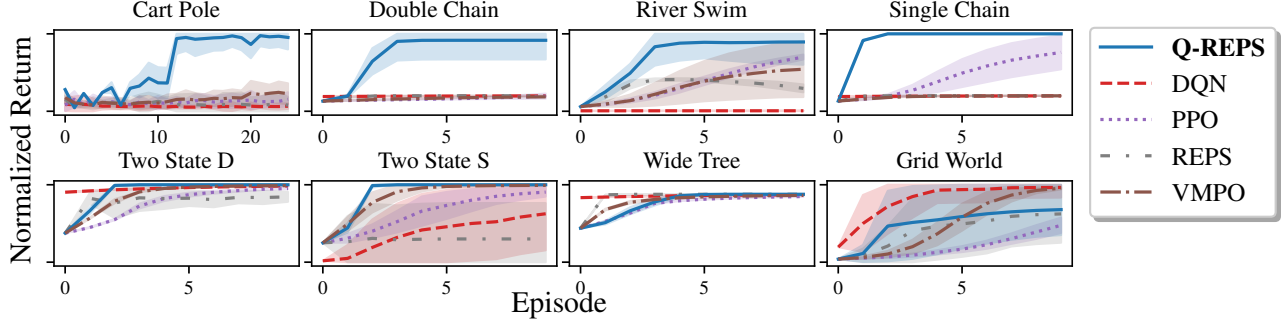 Cart Pole
Double Chain
River Swim
Single Chain
0 10 20
0 5
0 5
0 5
Two State D
Two State S
Wide Tree
Grid World
0 5
0 5
0 5
0 5
Normalized Return
Episode
Q-REPS
DQN
PPO
REPS
VMPO